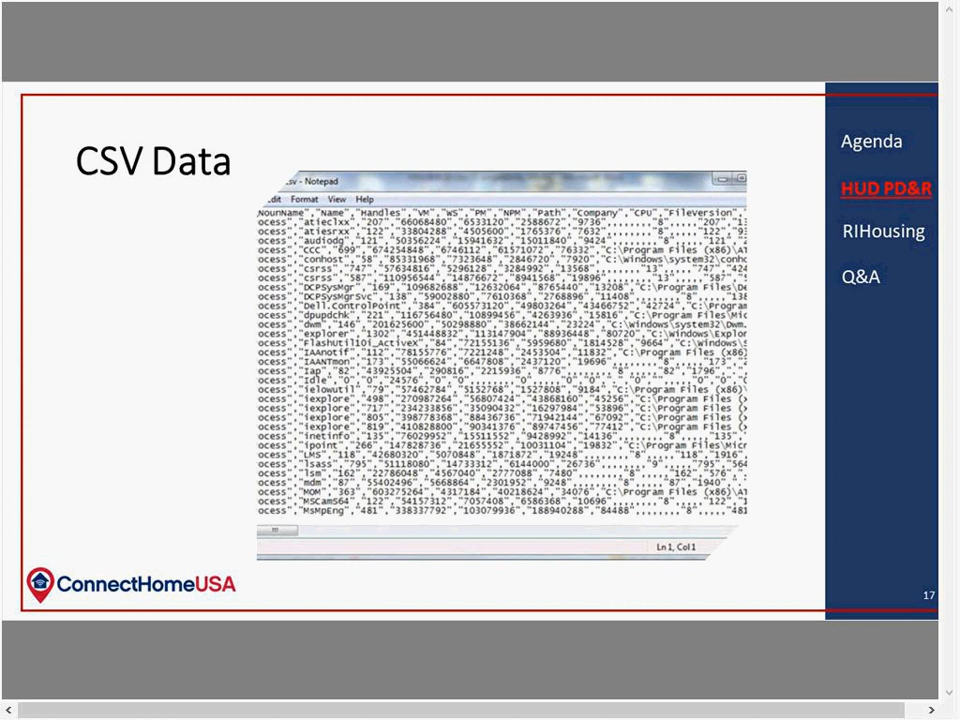 CSV Data
Agenda
HUD PD&R
RIHousing
Q&A
.sv - Notepad
Format View Help
NounName","Name","Handles","VM","WS","PM","NPM","Path","Company","CPU","FileVersion",
ocess","atieclxx","207","66068480","6533120","2588672","9736",,,,,,,,"8",,,,,"207"
ocess","atiesrxx","122","33804288","4505600","1765376","7632",,,,,,,,"8",,,,,"122"
ocess","audiodg","121","50356224","15941632","15011840","9424"
ocess","CCC","699","674254848","6746112","61571072","76332","C:\Program Files (x86)\AT
ocess","conhost","58","85331968","7323648","2846720","7920","C:\Windows\system32\conho
ocess","csrss","747","57634816","5296128","3284992","13568"
ocess","csrss","587","110956544","14876672","8941568","19896"
ocess","DCPSysMgr","169","109682688","12632064","8765440","13208","C:\Program Files\De
ocess","DCPSysMgrSvc","138","59002880","7610368","2768896","11408"
ocess","Dell.ControlPoint","384","605573120","49803264","43466752","42724","C:\Program
ocess","dpupdchk","221","116756480","10899456","4263936","15816","C:\Program Files\Mic
ocess","dwm","146","201625600","50298880","38662144","23224","C:\Windows\system32\Dwm.
ocess","explorer","1302","451448832","113147904","88936448","80720","C:\Windows\Explor
ocess","FlashUtil10i_ActiveX","84","72155136","5959680","1814528","9664","C:\Windows\S
ocess","IAAnotif","112","78155776","7221248","2453504","11832","C:\Program Files (x86)
ocess","IAANTmon","173","55066624","6647808","2437120","19696"
ocess","Iap","82","43925504","290816","2215936","8776"
ocess","Idle","0","0","24576","0","0"
ocess","ielowutil","79","57462784","5152768","1527808","9184","C:\Program Files (x86)\
ocess","iexplore","498","270987264","56807424","43868160","45256","C:\Program Files (x
ocess","iexplore","717","234233856","35090432","16297984","53896","C:\Program Files (x
ocess","iexplore","805","398778368","88436736","71942144","67092","C:\Program Files (x
ocess","iexplore","819","410828800","90341376","89747456","77412","C:\Program Files (x
ocess","inetinfo","135","76029952","15511552","9428992","14136"
ocess","ipoint","266","147828736","21655552","10031104","19832","C:\Program Files\Micr
ocess","LMS","118","42680320","5070848","1871872","19248"
ocess","lsass","795","51118080","14733312","6144000","26736"
ocess","lsm","162","22786048","4567040","2777088","7480"
ocess","mdm","87","55402496","5668864","2301952","9248"
ocess","MOM","363","603275264","4317184","40218624","34076","C:\Program Files (x86)\AT
ocess","MSCamS64","122","54157312","7057408","6586368","10696"
ocess","MsMpEng","481","338337792","103079936","188940288","84488"
Ln 1, Col 1
ConnectHomeUSA
17